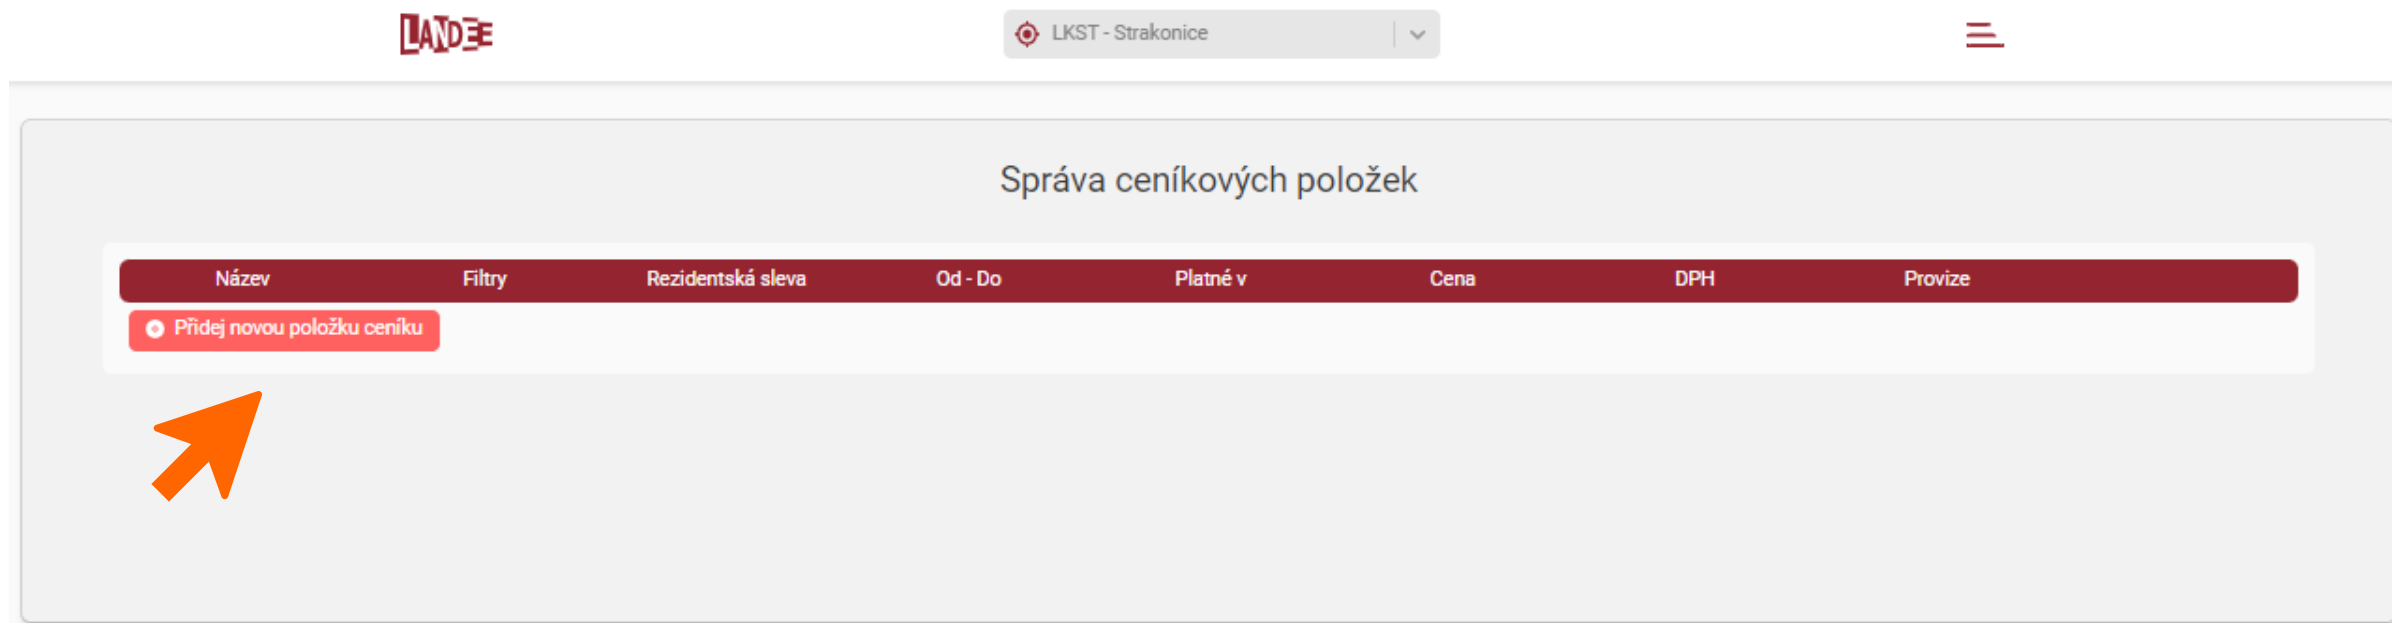 LANDEE
LKST - Strakonice
Správa ceníkových položek
Název Filtry Rezidentská sleva Od - Do Platné v Cena DPH Provize
Přidej novou položku ceníku